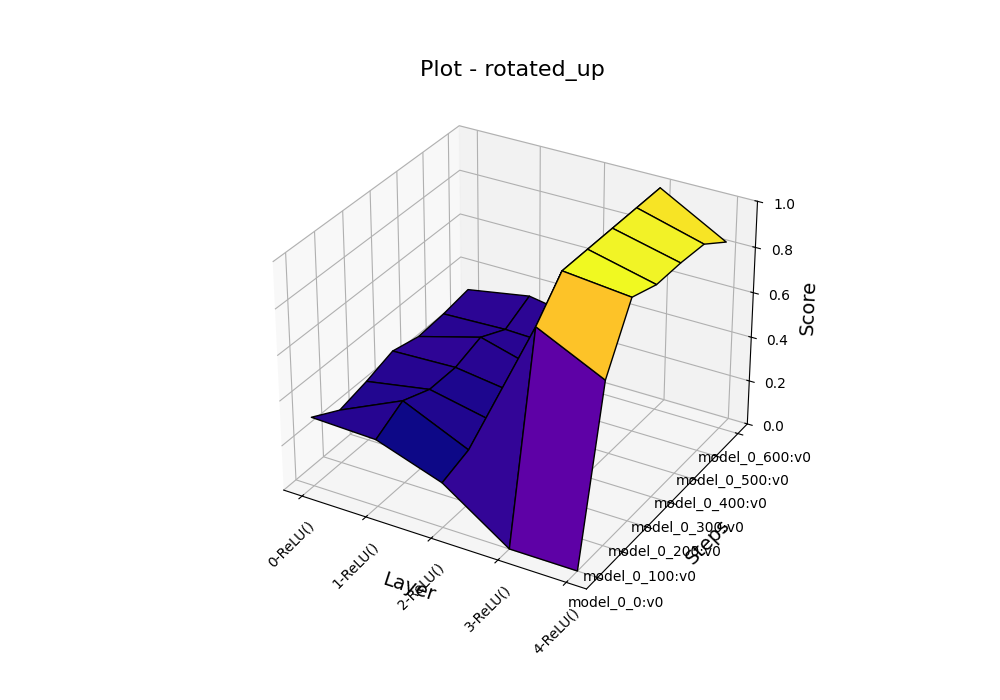 Plot - rotated_up
1.0
0.8
0.6
0.4
0.2
0.0
Score
model_0_600:v0
model_0_500:v0
model_0_400:v0
model_0_300:v0
model_0_200:v0
model_0_100:v0
model_0_0:v0
Steps
0-ReLU()
1-ReLU()
2-ReLU()
3-ReLU()
4-ReLU()
Layer